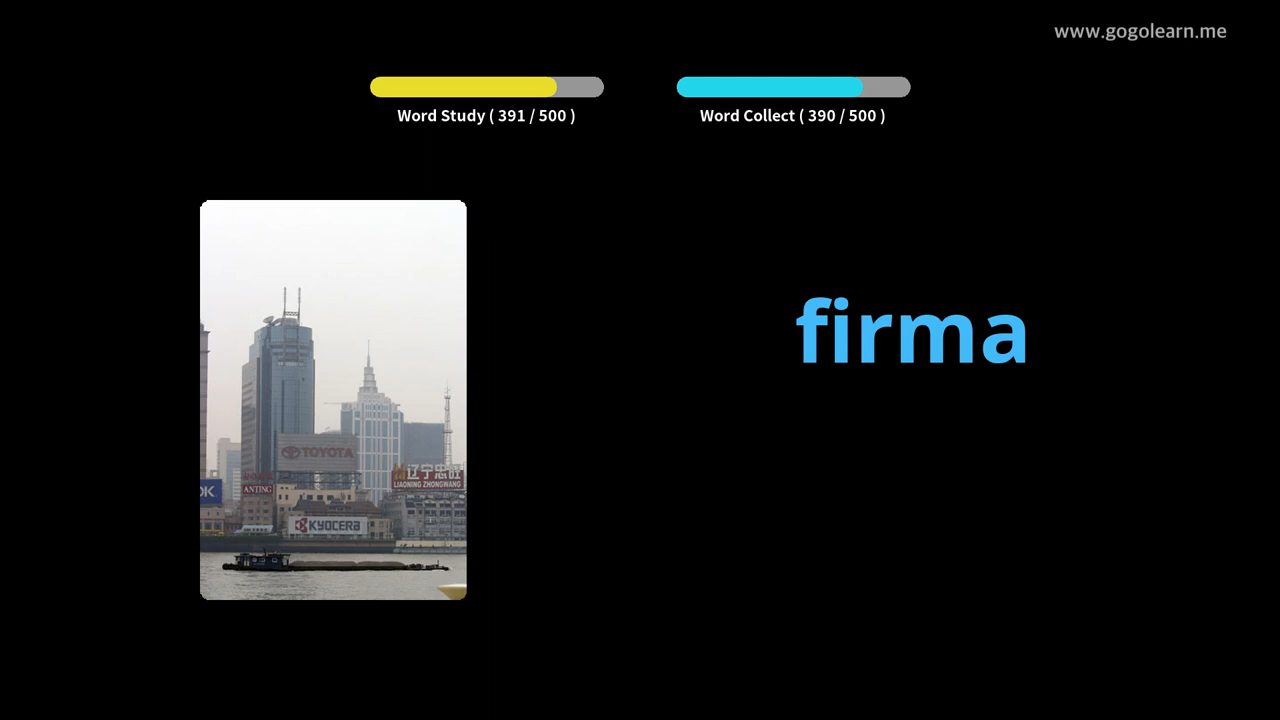 www.gogolearn.me
Word Study ( 391 / 500 )
Word Collect ( 390 / 500 )
firma
TOYOTA
辽宁忠旺
LIAONING ZHONGWANG
OK
ANTING
KYOCERA